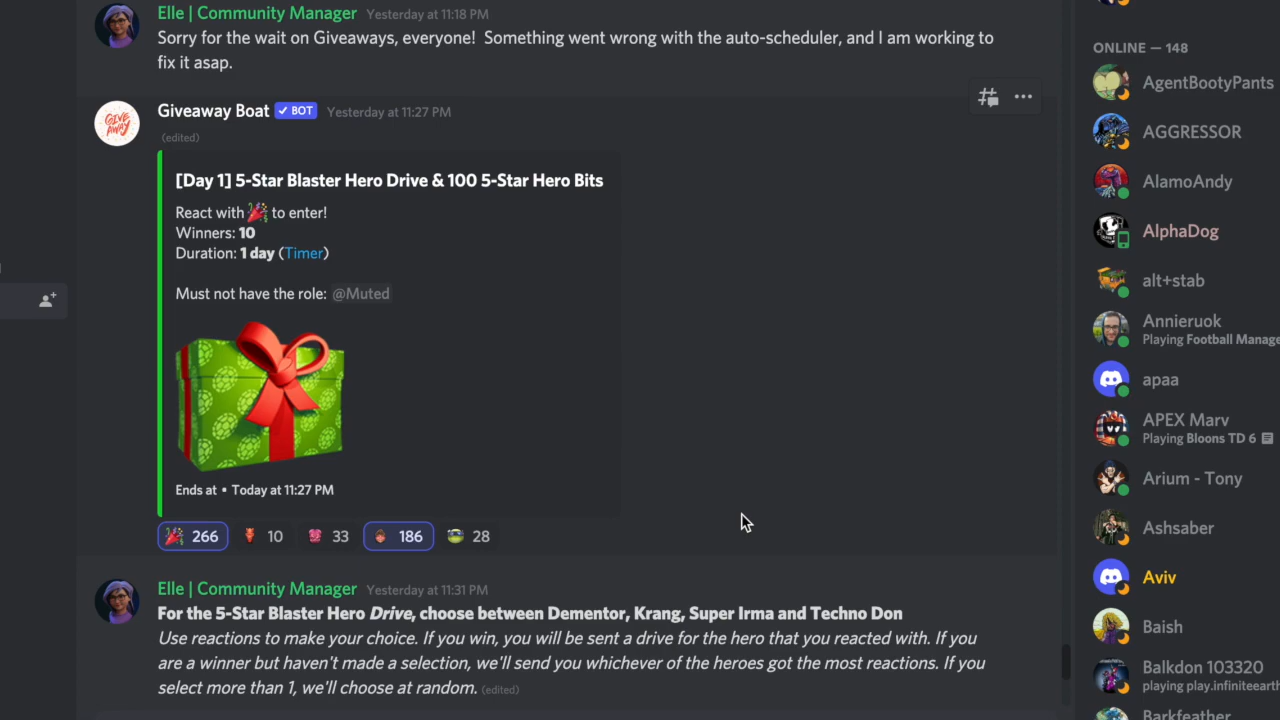 Elle | Community Manager Yesterday at 11:18 PM
Sorry for the wait on Giveaways, everyone! Something went wrong with the auto-scheduler, and I am working to
fix it asap.
GIVE
AWAY
Giveaway Boat ✓ BOT Yesterday at 11:27 PM
(edited)
[Day 1] 5-Star Blaster Hero Drive & 100 5-Star Hero Bits
React with 🎉 to enter!
Winners: 10
Duration: 1 day (Timer)
Must not have the role: @Muted
Ends at • Today at 11:27 PM
266 10 33 186 28
Elle | Community Manager Yesterday at 11:31 PM
For the 5-Star Blaster Hero Drive, choose between Dementor, Krang, Super Irma and Techno Don
Use reactions to make your choice. If you win, you will be sent a drive for the hero that you reacted with. If you
are a winner but haven't made a selection, we'll send you whichever of the heroes got the most reactions. If you
select more than 1, we'll choose at random. (edited)
ONLINE — 148
AgentBootyPants
AGGRESSOR
AlamoAndy
AlphaDog
alt+stab
Annieruok
Playing Football Manage
apaa
APEX Marv
Playing Bloons TD 6
Arium - Tony
Ashsaber
Aviv
Baish
Balkdon 103320
playing play.infiniteearth
Barkfeather